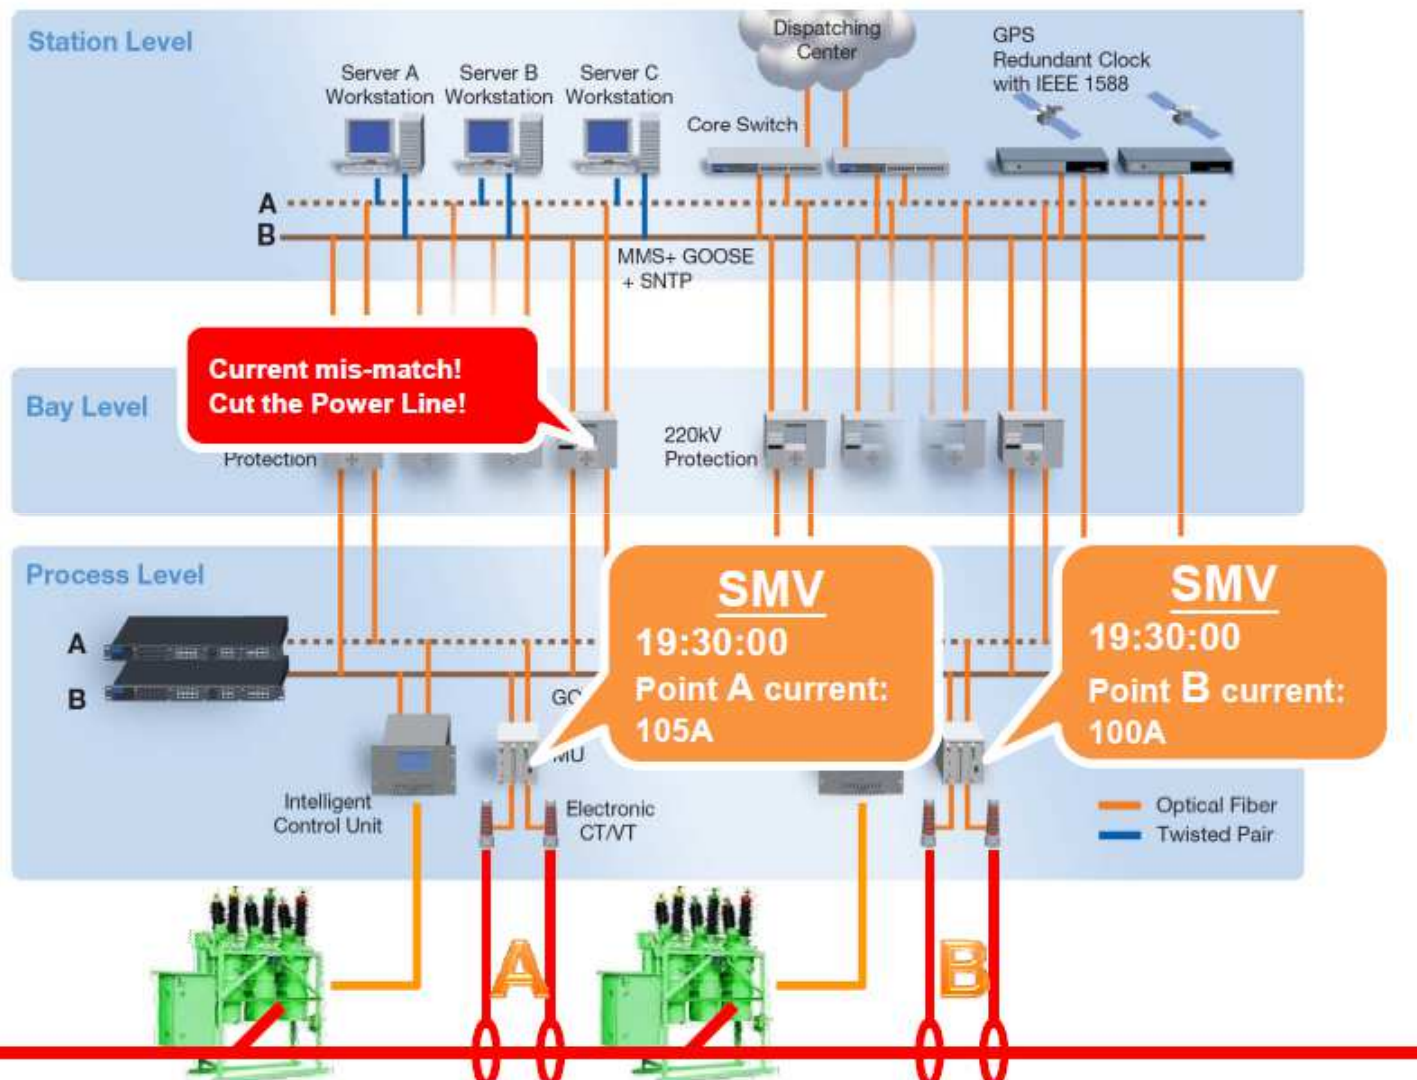 Station Level
Dispatching
Center
GPS
Redundant Clock
with IEEE 1588
Server A
Workstation
Server B
Workstation
Server C
Workstation
Core Switch
A
B
MMS+ GOOSE
+ SNTP
Current mis-match!
Cut the Power Line!
Bay Level
Protection
220kV
Protection
Process Level
SMV
19:30:00
Point A current:
105A
SMV
19:30:00
Point B current:
100A
A
B
GO
MU
Intelligent
Control Unit
Electronic
CT/VT
Optical Fiber
Twisted Pair
A
B